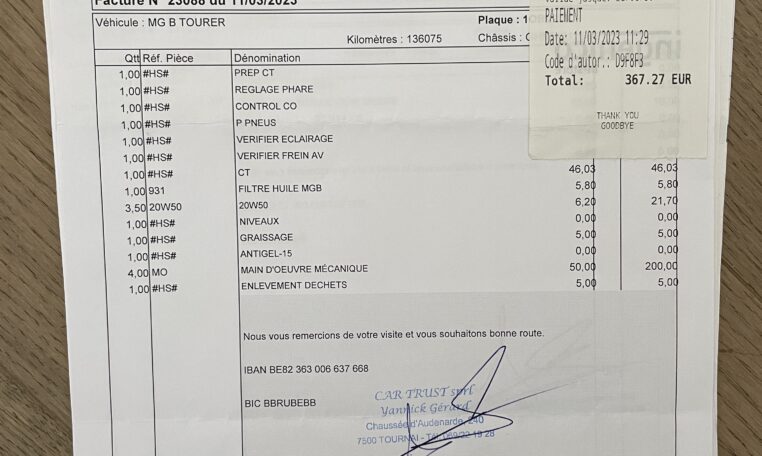 Facture N° 23088 du 11/03/2023
Véhicule : MG B TOURER
Plaque : 1
Kilomètres : 136075
Châssis :
Qtt Réf. Pièce Dénomination
1,00 #HS# PREP CT
1,00 #HS# REGLAGE PHARE
1,00 #HS# CONTROL CO
1,00 #HS# P PNEUS
1,00 #HS# VERIFIER ECLAIRAGE
1,00 #HS# VERIFIER FREIN AV
1,00 #HS# CT 46,03 46,03
1,00 931 FILTRE HUILE MGB 5,80 5,80
3,50 20W50 20W50 6,20 21,70
1,00 #HS# NIVEAUX 0,00 0,00
1,00 #HS# GRAISSAGE 5,00 5,00
1,00 #HS# ANTIGEL-15 0,00 0,00
4,00 MO MAIN D'OEUVRE MÉCANIQUE 50,00 200,00
1,00 #HS# ENLEVEMENT DECHETS 5,00 5,00
Nous vous remercions de votre visite et vous souhaitons bonne route.
IBAN BE82 363 006 637 668
BIC BBRUBEBB
CAR TRUST sprl
Yannick Gérard
Chaussée d'Audenarde, 240
7500 TOURNAI - Tél. 069/22 19 28
PAIEMENT
Date: 11/03/2023 11:29
Code d'autor.: D9F8F3
Total: 367.27 EUR
THANK YOU
GOODBYE